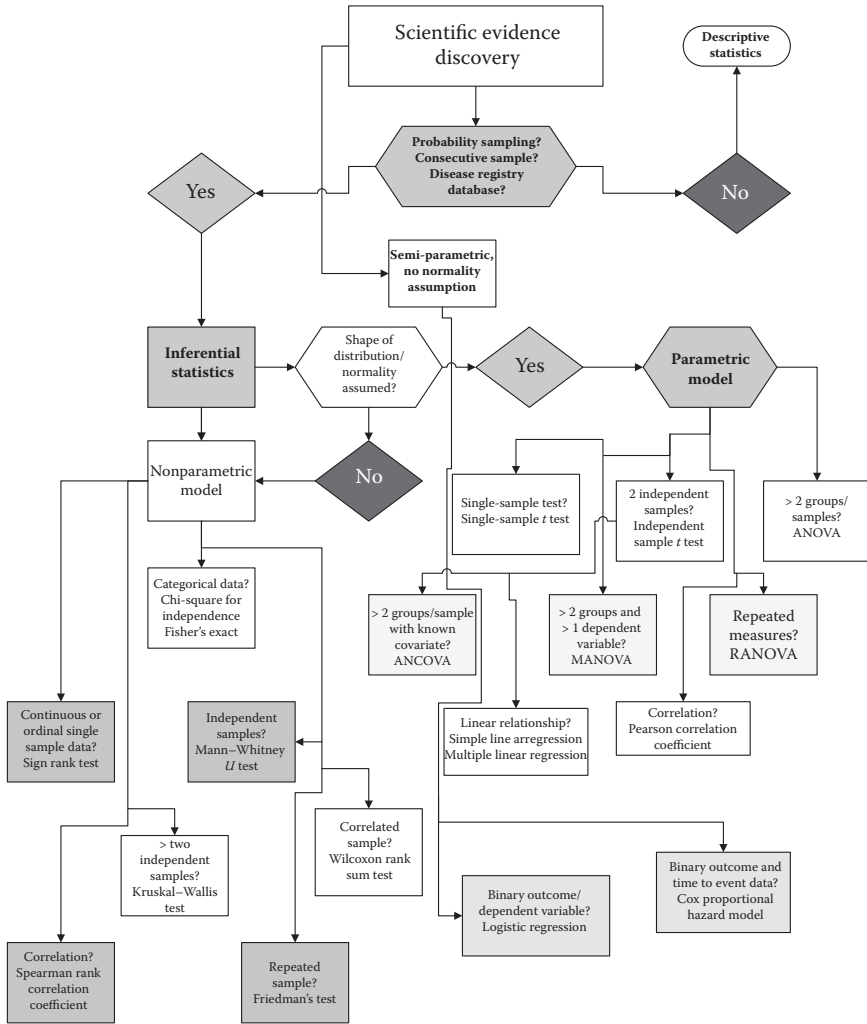 Scientific evidence
discovery
Descriptive
statistics
Probability sampling?
Consecutive sample?
Disease registry
database?
Yes
No
Semi-parametric,
no normality
assumption
Inferential
statistics
Shape of
distribution/
normality assumed?
Yes
Parametric
model
Nonparametric
model
No
Single-sample test?
Single-sample t test
2 independent
samples?
Independent
sample t test
> 2 groups/
samples?
ANOVA
Categorical data?
Chi-square for
independence
Fisher's exact
> 2 groups/sample
with known
covariate?
ANCOVA
> 2 groups and
> 1 dependent
variable?
MANOVA
Repeated
measures?
RANOVA
Continuous or
ordinal single
sample data?
Sign rank test
Independent
samples?
Mann–Whitney
U test
Linear relationship?
Simple line arregression
Multiple linear regression
Correlation?
Pearson correlation
coefficient
> two
independent
samples?
Kruskal–Wallis
test
Correlated
sample?
Wilcoxon rank
sum test
Binary outcome/
dependent variable?
Logistic regression
Binary outcome and
time to event data?
Cox proportional
hazard model
Correlation?
Spearman rank
correlation
coefficient
Repeated
sample?
Friedman's test